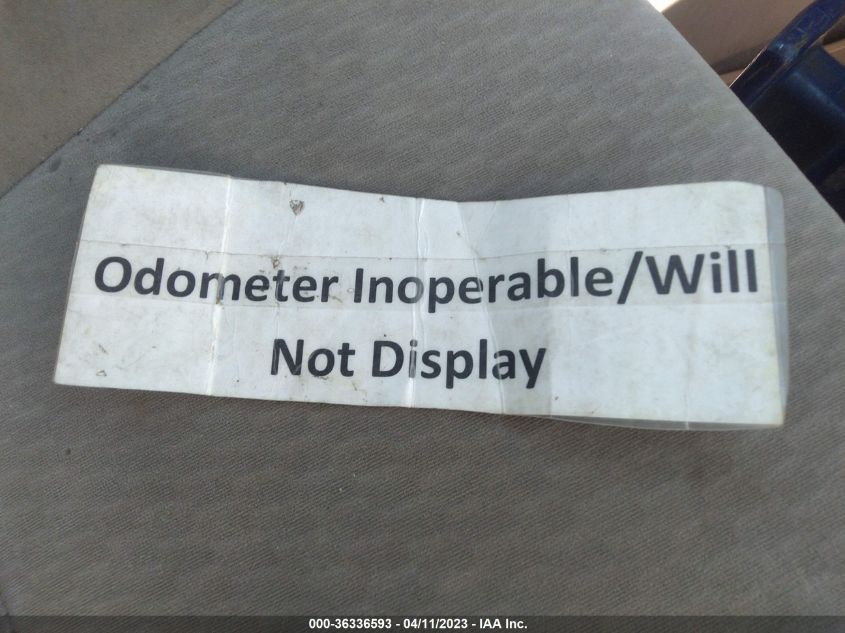 Odometer Inoperable/Will
Not Display
000-36336593 - 04/11/2023 - IAA Inc.